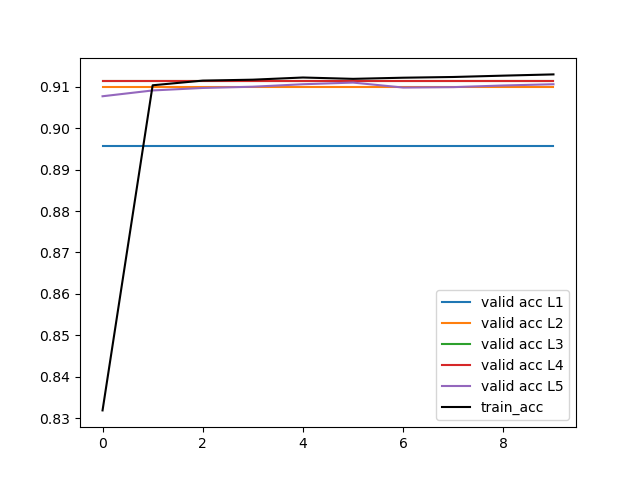 0.91
0.90
0.89
0.88
0.87
0.86
0.85
0.84
0.83
0 2 4 6 8
valid acc L1
valid acc L2
valid acc L3
valid acc L4
valid acc L5
train_acc